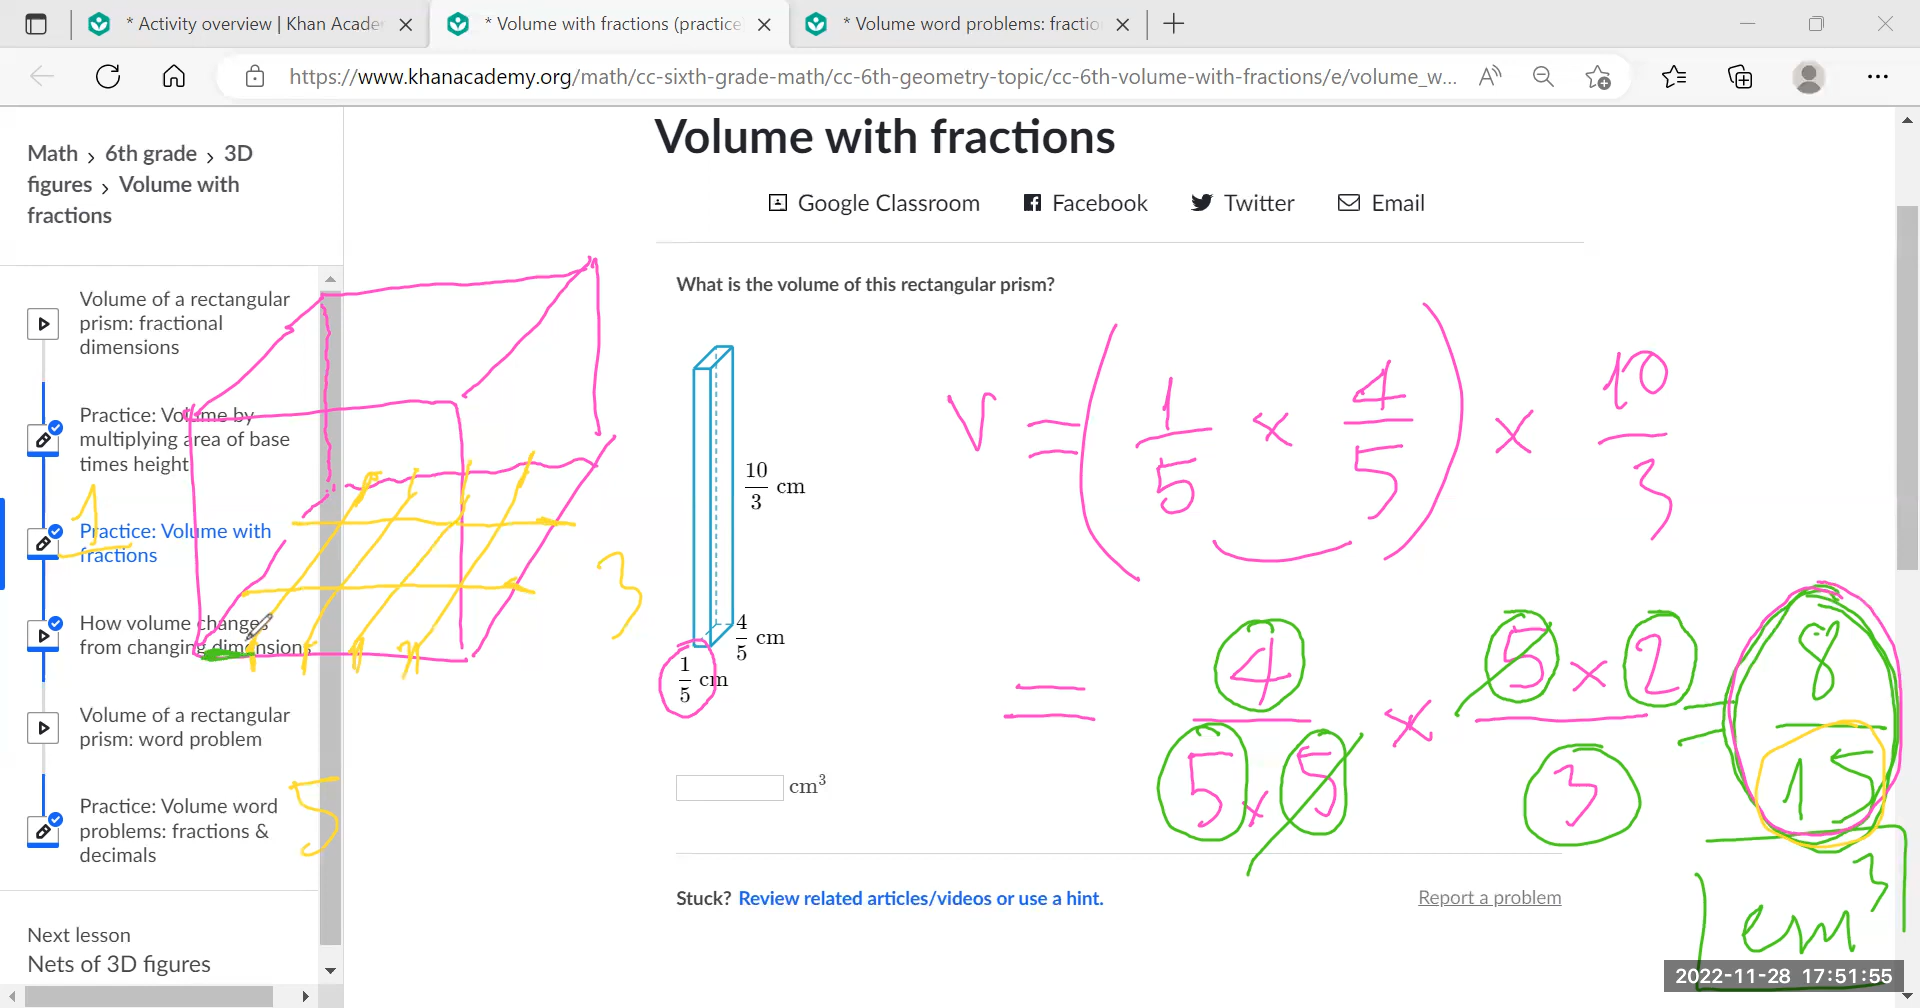 * Activity overview | Khan Acade
* Volume with fractions (practice
* Volume word problems: fractio
https://www.khanacademy.org/math/cc-sixth-grade-math/cc-6th-geometry-topic/cc-6th-volume-with-fractions/e/volume_w...
Math › 6th grade › 3D
figures › Volume with
fractions
Volume of a rectangular
prism: fractional
dimensions
Practice: Volume by
multiplying area of base
times height
Practice: Volume with
fractions
How volume changes
from changing dimensions
Volume of a rectangular
prism: word problem
Practice: Volume word
problems: fractions &
decimals
Next lesson
Nets of 3D figures
1
3
5
Volume with fractions
Google Classroom Facebook Twitter Email
What is the volume of this rectangular prism?
10/3 cm
4/5 cm
1/5 cm
cm³
V = (1/5 × 4/5) × 10/3
= 4/(5 × 5) × (5 × 2)/3 = 8/15
cm³
Stuck? Review related articles/videos or use a hint.
Report a problem
2022-11-28 17:51:55